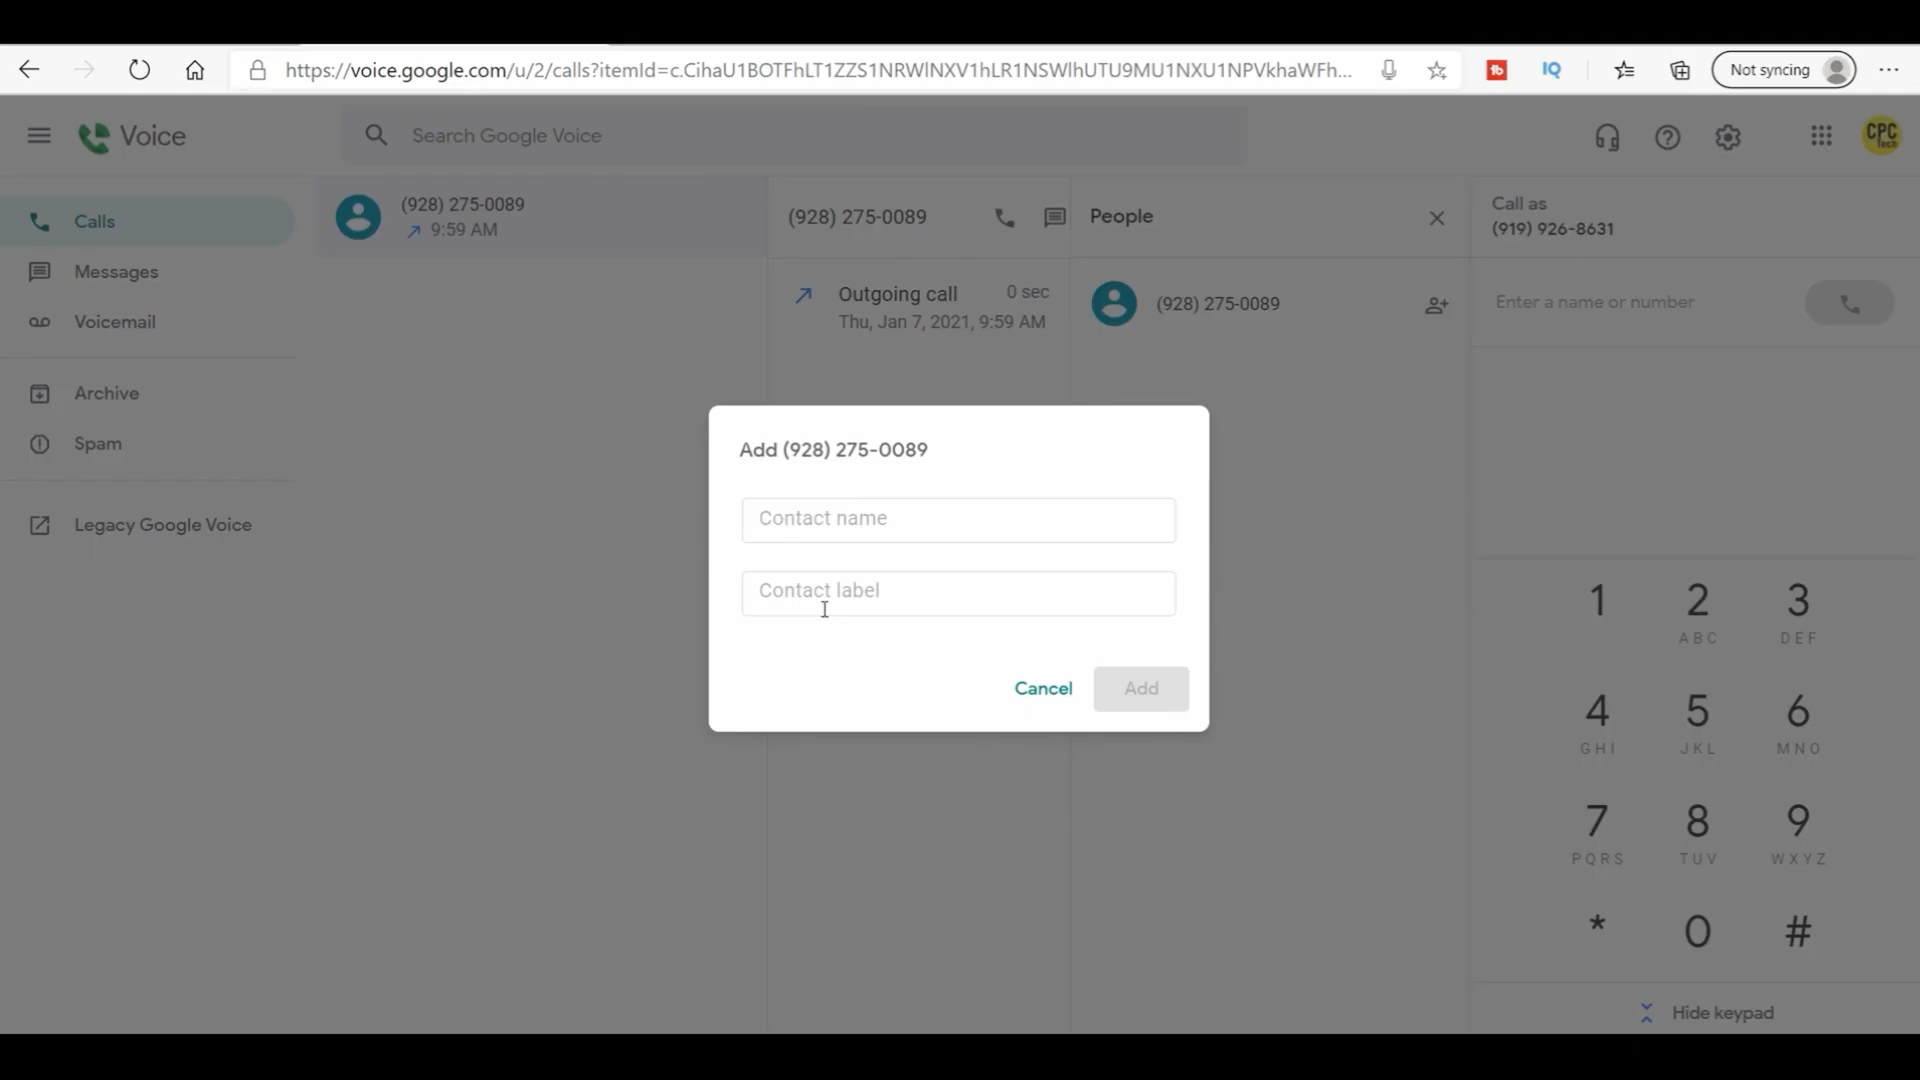 https://voice.google.com/u/2/calls?itemId=c.CihaU1BOTFhLT1ZZS1NRWlNXV1hLR1NSWlhUTU9MU1NXU1NPVkhaWFh...
Not syncing
Voice
Search Google Voice
CPC
Tech
Calls
Messages
Voicemail
Archive
Spam
Legacy Google Voice
(928) 275-0089
9:59 AM
(928) 275-0089
Outgoing call
0 sec
Thu, Jan 7, 2021, 9:59 AM
People
(928) 275-0089
Call as
(919) 926-8631
Enter a name or number
Add (928) 275-0089
Contact name
Contact label
Cancel
Add
1 2 3
ABC DEF
4 5 6
GHI JKL MNO
7 8 9
PQRS TUV WXYZ
* 0 #
Hide keypad
tb
IQ